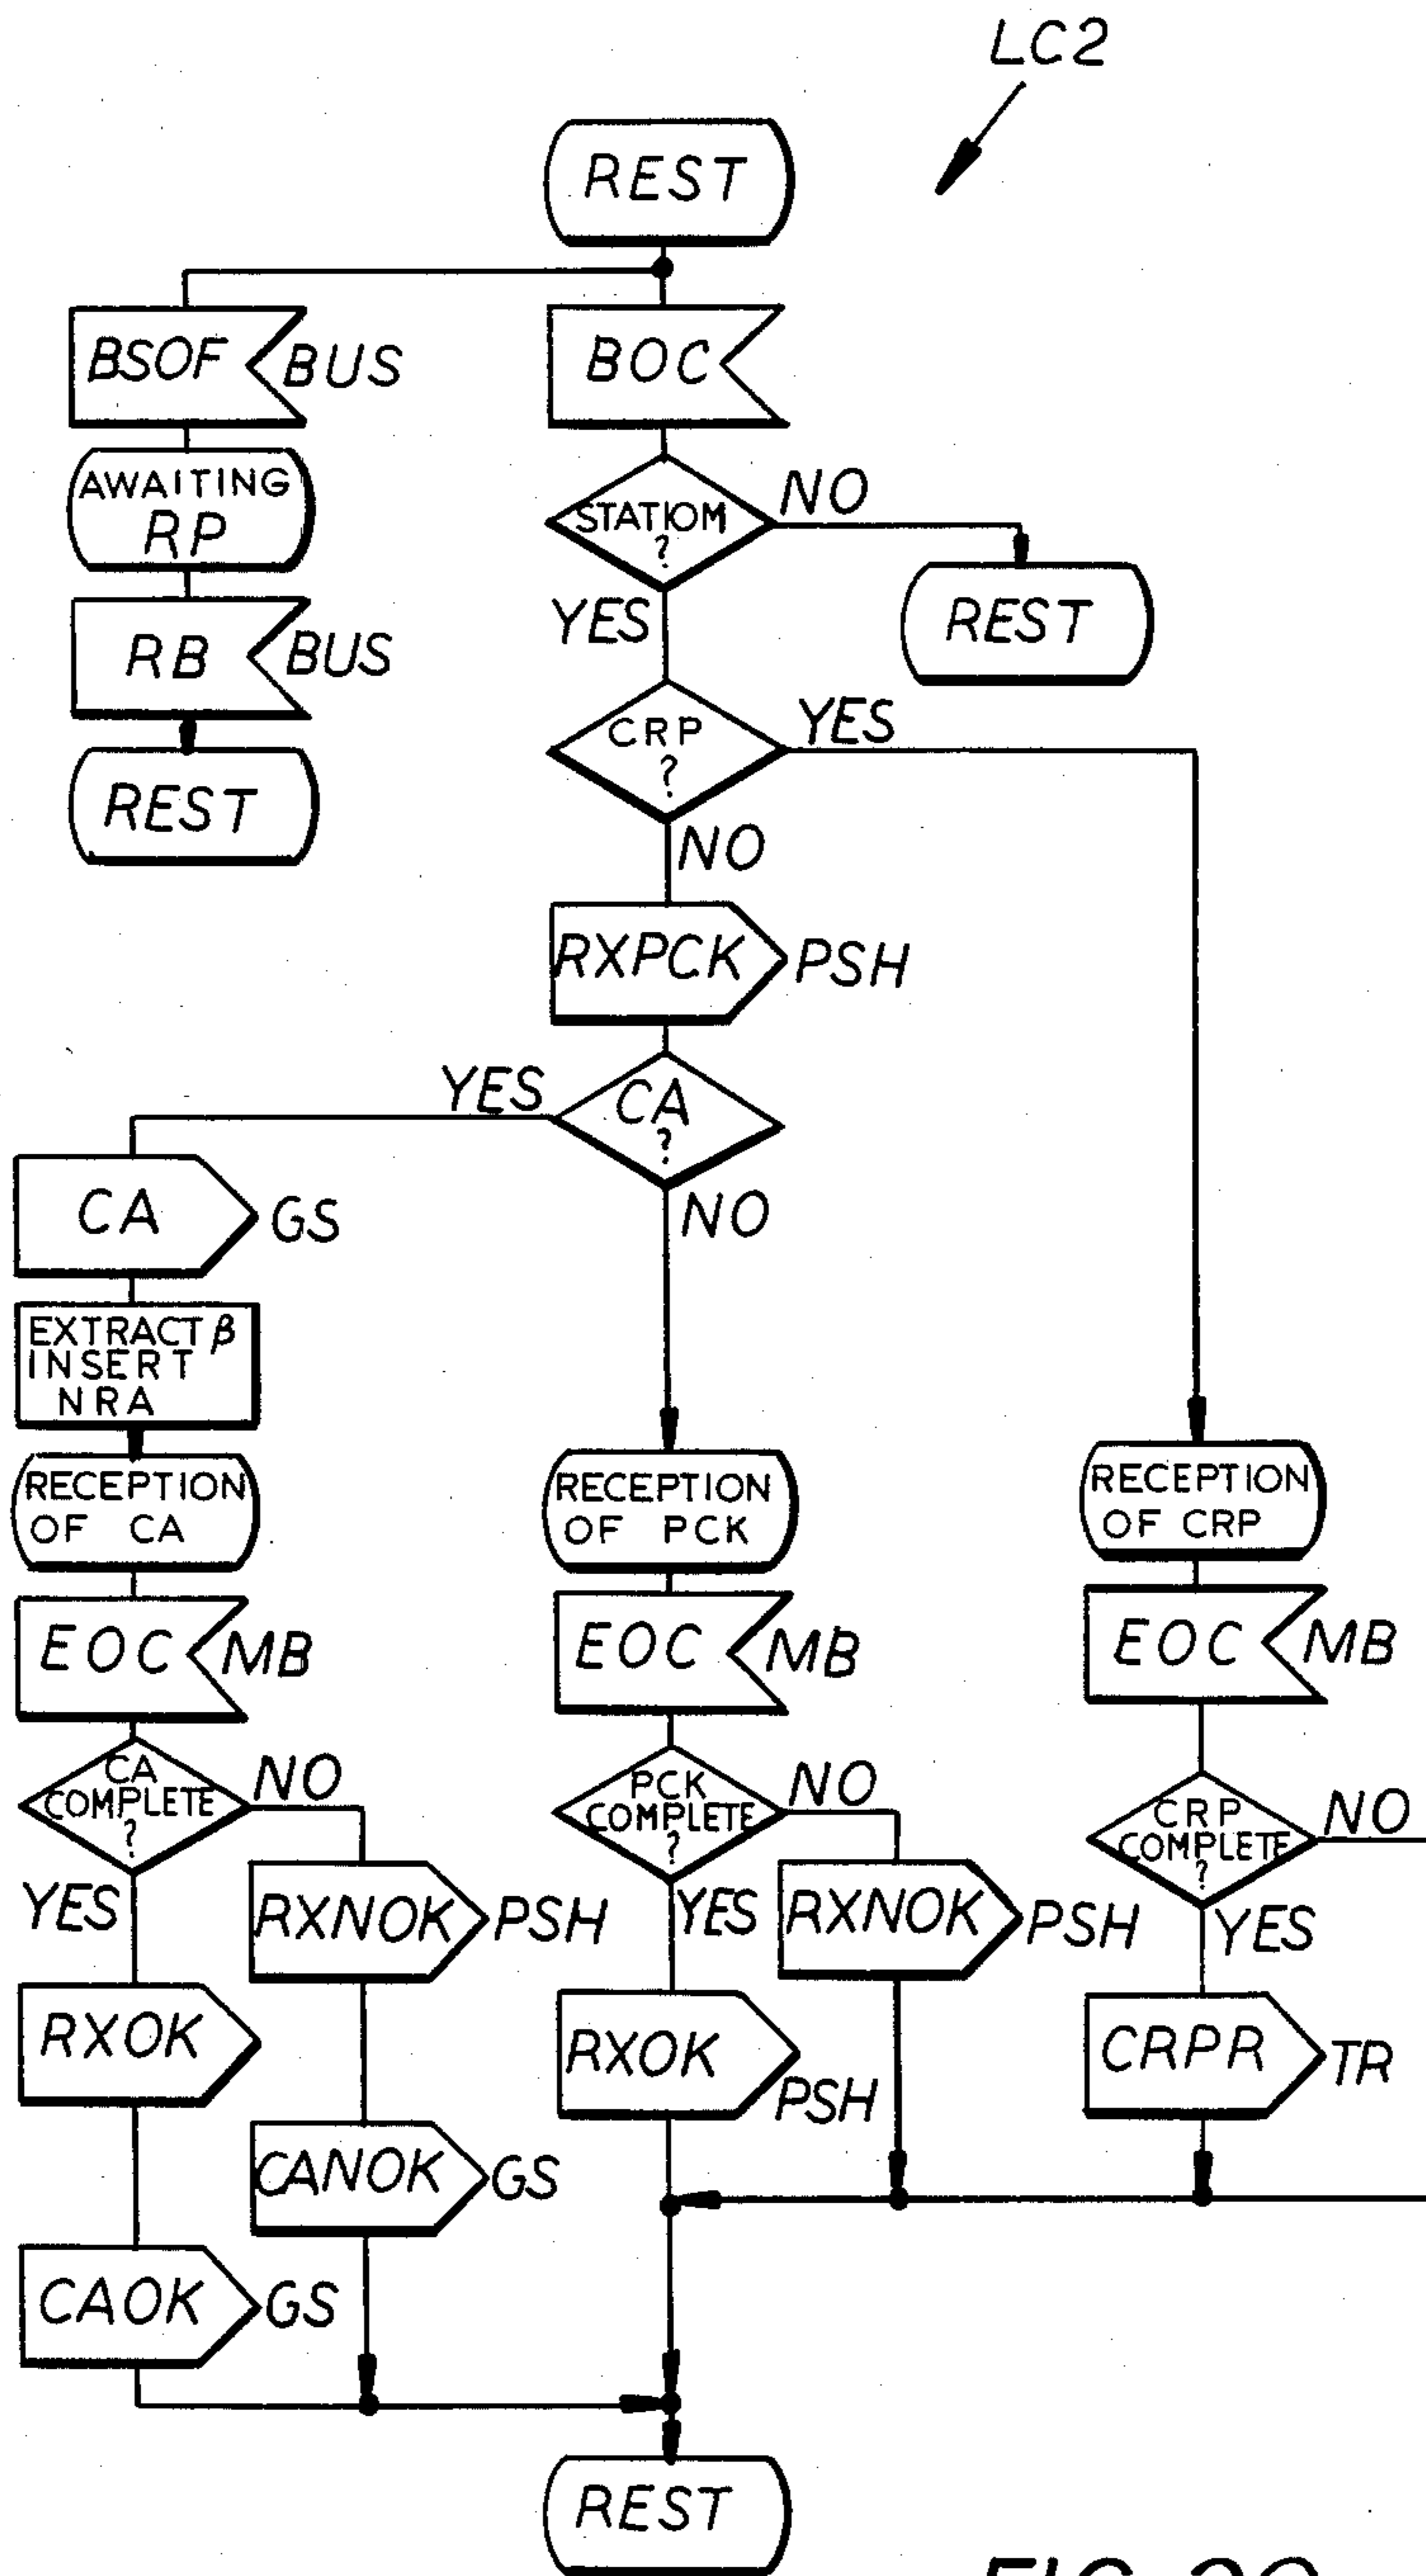 LC2
REST
BSOF BUS
BOC
AWAITING
RP
STATIOM
?
NO
REST
YES
RB BUS
REST
CRP
?
YES
NO
RXPCK PSH
CA
?
YES
NO
CA GS
EXTRACT β
INSERT
NRA
RECEPTION
OF CA
RECEPTION
OF PCK
RECEPTION
OF CRP
EOC MB
EOC MB
EOC MB
CA
COMPLETE
?
NO
YES
PCK
COMPLETE
?
NO
YES
CRP
COMPLETE
?
NO
YES
RXNOK PSH
RXNOK PSH
RXOK
RXOK
PSH
CRPR TR
CANOK GS
CAOK GS
REST